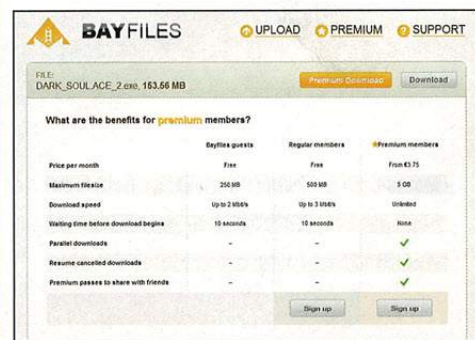 BAYFILES
UPLOAD PREMIUM SUPPORT
FILE:
DARK_SOUL.ACE_2.exe, 153.56 MB
Premium Download Download
What are the benefits for premium members?
Bayfiles guests Regular members Premium members
Price per month Free Free From €3.75
Maximum filesize 250 MB 500 MB 5 GB
Download speed Up to 2 Mbit/s Up to 3 Mbit/s Unlimited
Waiting time before download begins 10 seconds 10 seconds None
Parallel downloads - - ✓
Resume cancelled downloads
Premium passes to share with friends - - ✓
Sign up Sign up